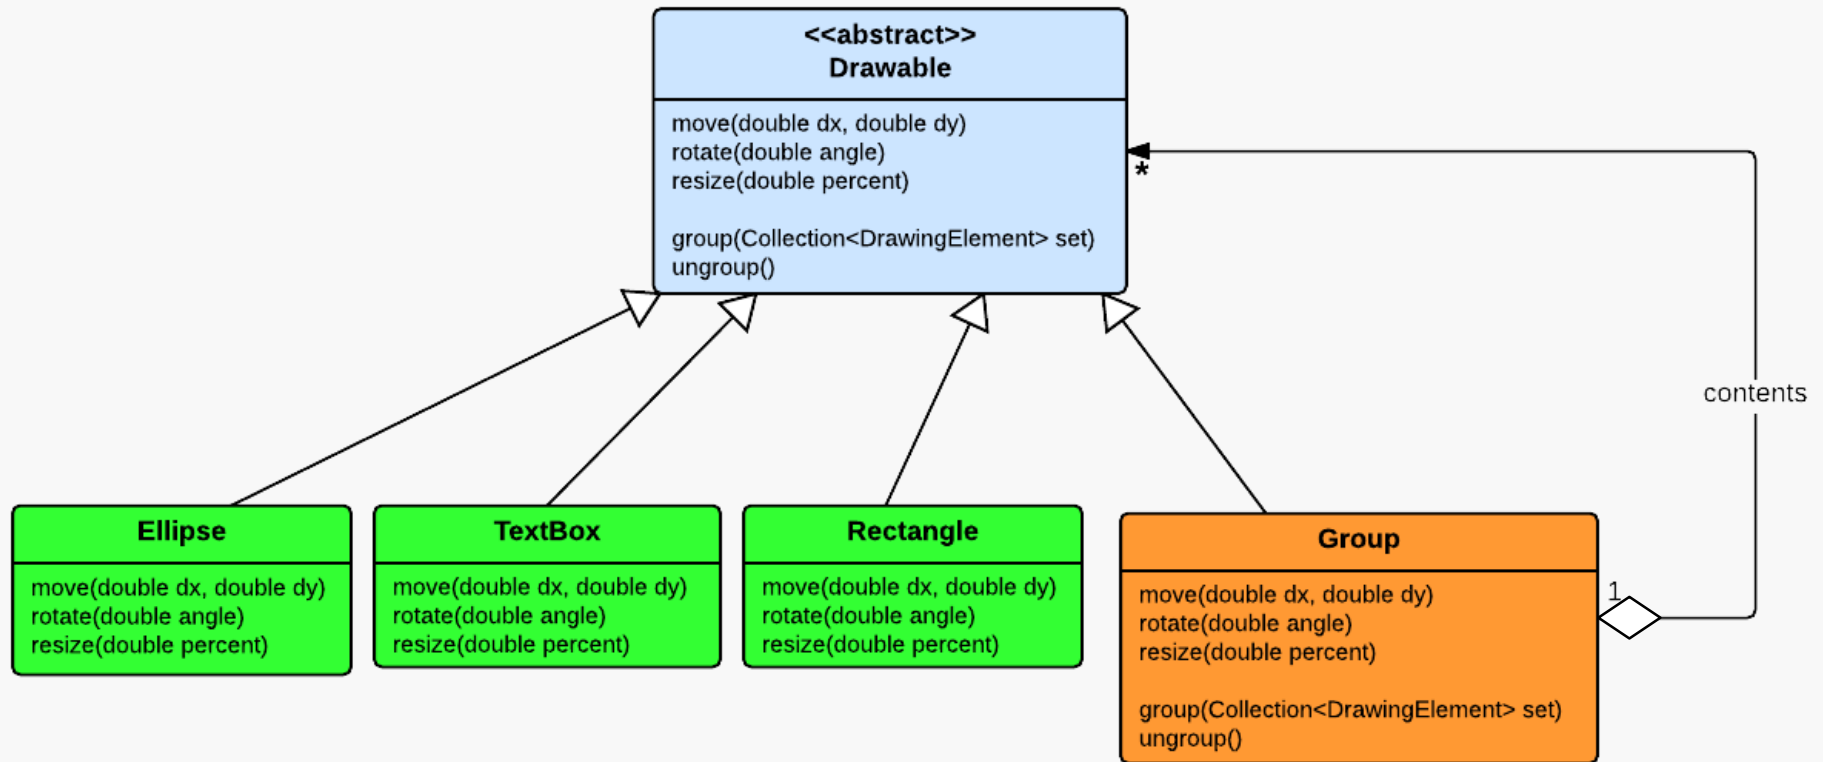 <<abstract>>
Drawable
move(double dx, double dy)
rotate(double angle)
resize(double percent)
group(Collection<DrawingElement> set)
ungroup()
*
contents
Ellipse
move(double dx, double dy)
rotate(double angle)
resize(double percent)
TextBox
move(double dx, double dy)
rotate(double angle)
resize(double percent)
Rectangle
move(double dx, double dy)
rotate(double angle)
resize(double percent)
Group
move(double dx, double dy)
rotate(double angle)
resize(double percent)
group(Collection<DrawingElement> set)
ungroup()
1